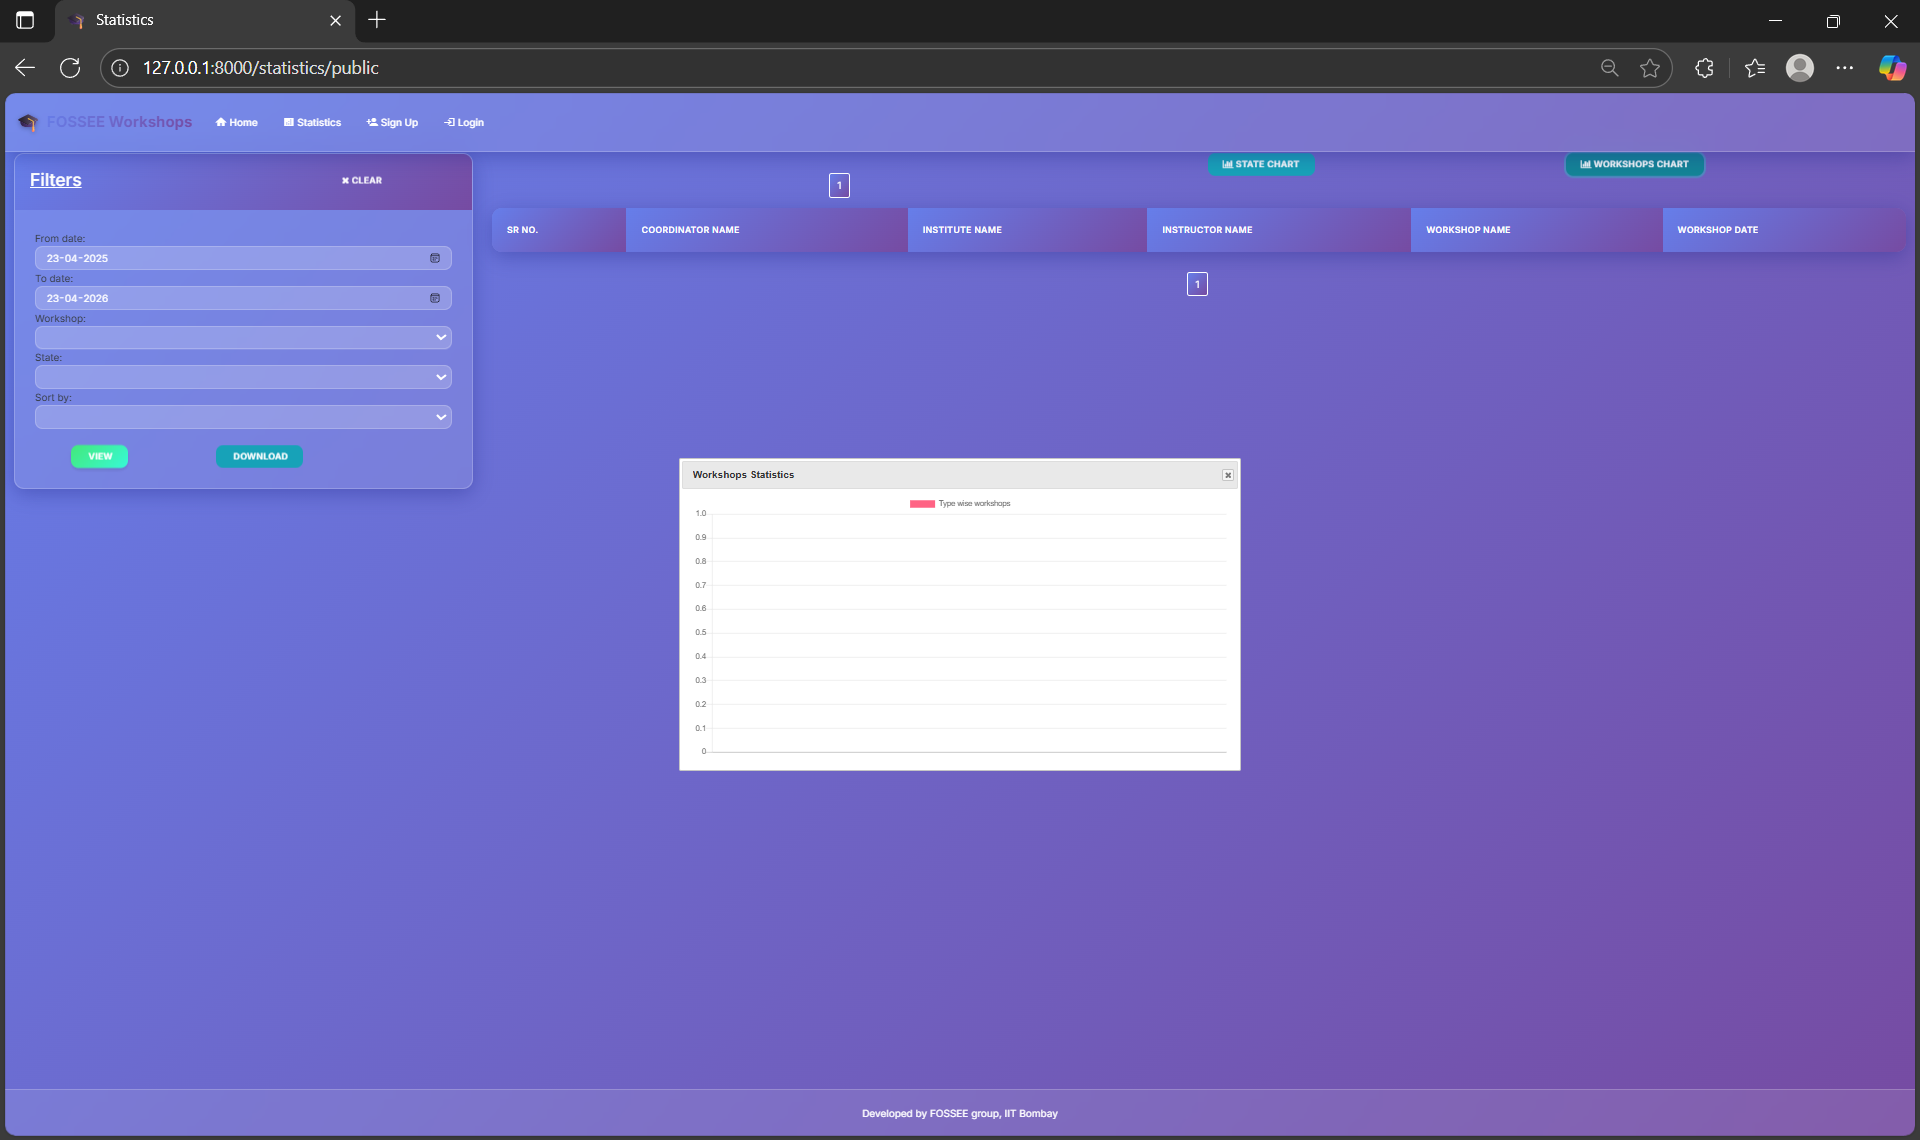 Statistics
127.0.0.1:8000/statistics/public
FOSSEE Workshops
Home
Statistics
Sign Up
Login
Filters
CLEAR
From date:
23-04-2025
To date:
23-04-2026
Workshop:
State:
Sort by:
VIEW
DOWNLOAD
STATE CHART
WORKSHOPS CHART
1
SR NO.
COORDINATOR NAME
INSTITUTE NAME
INSTRUCTOR NAME
WORKSHOP NAME
WORKSHOP DATE
1
Workshops Statistics
Type wise workshops
1.0
0.9
0.8
0.7
0.6
0.5
0.4
0.3
0.2
0.1
0
Developed by FOSSEE group, IIT Bombay